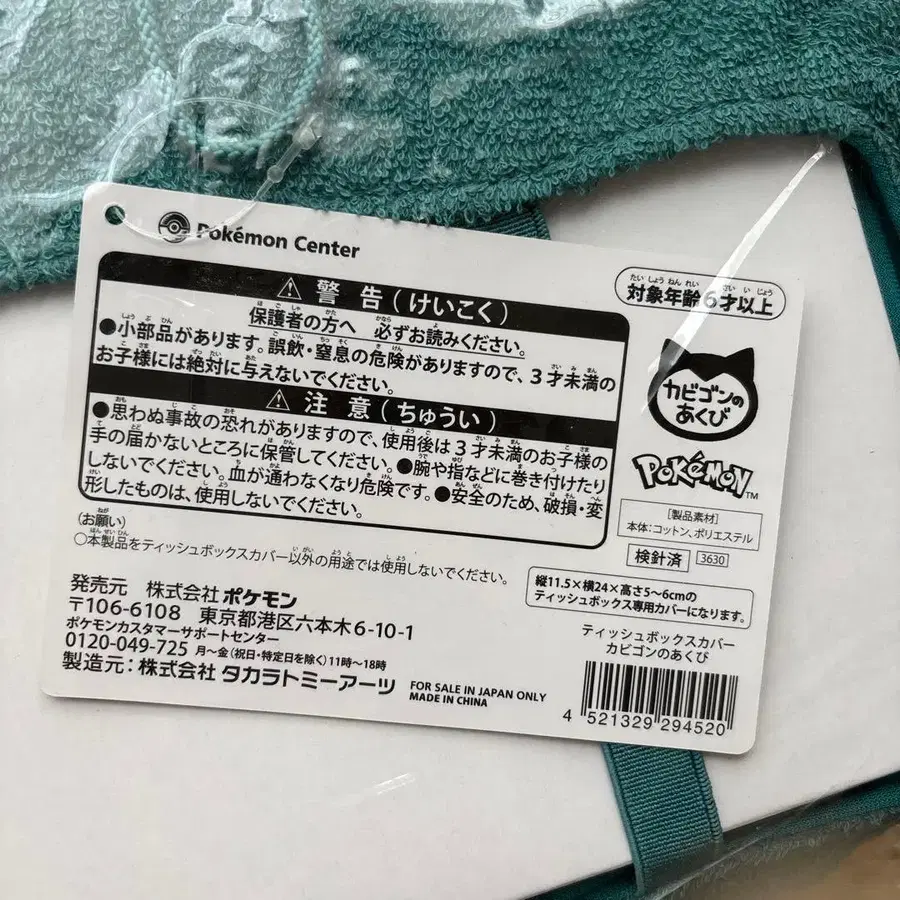 Pokémon Center
対象年齢6才以上
警告(けいこく)
保護者の方へ 必ずお読みください。
●小部品があります。誤飲・窒息の危険がありますので、3才未満の
お子様には絶対に与えないでください。
注意(ちゅうい)
●思わぬ事故の恐れがありますので、使用後は3才未満のお子様の
手の届かないところに保管してください。●腕や指などに巻き付けたり
しないでください。血が通わなくなり危険です。●安全のため、破損・変
形したものは、使用しないでください。
(お願い)
○本製品をティッシュボックスカバー以外の用途では使用しないでください。
発売元 株式会社ポケモン
〒106-6108 東京都港区六本木6-10-1
ポケモンカスタマーサポートセンター
0120-049-725 月~金(祝日・特定日を除く)11時~18時
製造元:株式会社 タカラトミーアーツ
FOR SALE IN JAPAN ONLY
MADE IN CHINA
カビゴンの
あくび
POKéMON™
[製品素材]
本体:コットン、ポリエステル
検針済 3630
縦11.5×横24×高さ5~6cmの
ティッシュボックス専用カバーになります。
ティッシュボックスカバー
カビゴンのあくび
4 521329 294520